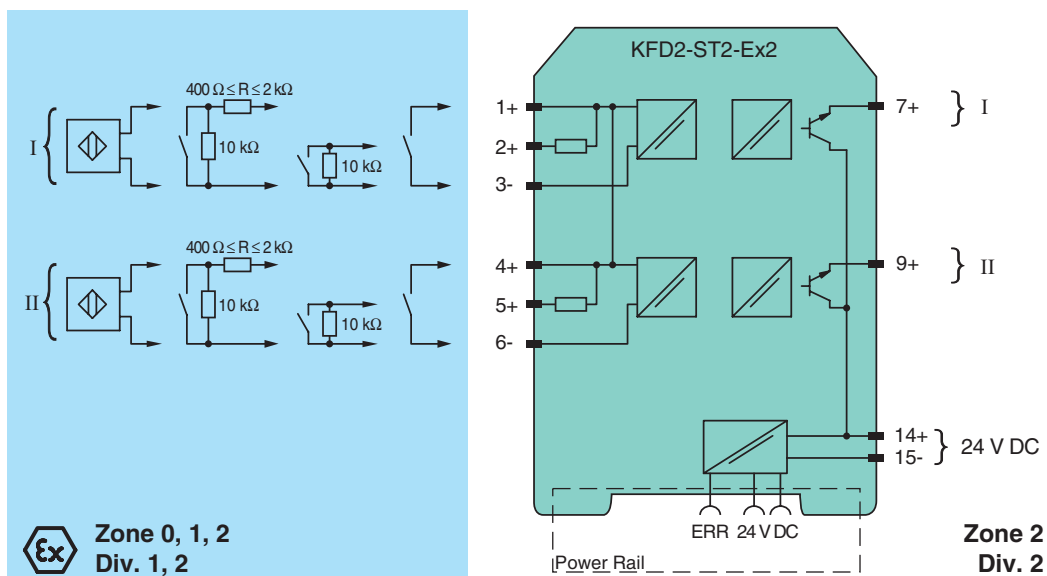 KFD2-ST2-Ex2
400 Ω ≤ R ≤ 2 kΩ
I
10 kΩ
10 kΩ
1+
2+
3-
7+
I
400 Ω ≤ R ≤ 2 kΩ
II
10 kΩ
10 kΩ
4+
5+
6-
9+
II
14+
15-
24 V DC
ERR 24 V DC
Power Rail
Ex
Zone 0, 1, 2
Div. 1, 2
Zone 2
Div. 2